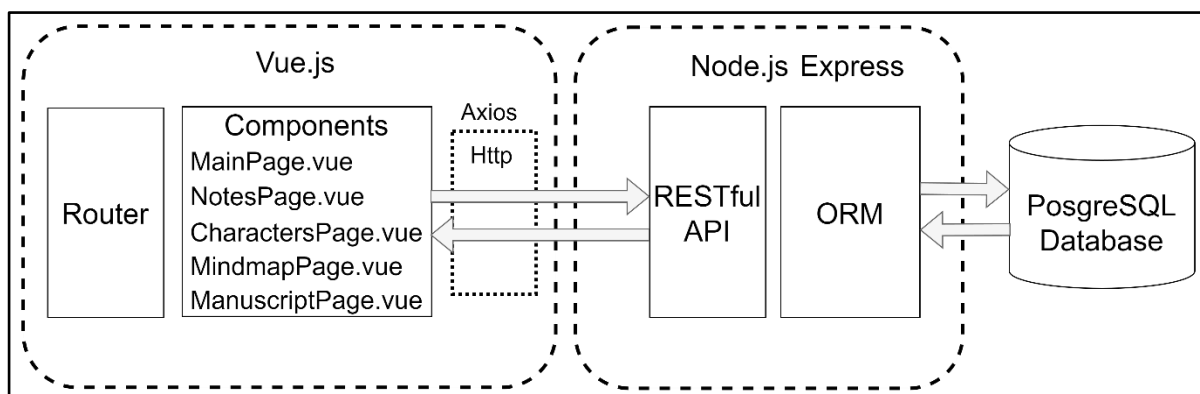 Vue.js
Router
Components
MainPage.vue
NotesPage.vue
CharactersPage.vue
MindmapPage.vue
ManuscriptPage.vue
Axios
Http
Node.js Express
RESTful
API
ORM
PosgreSQL
Database